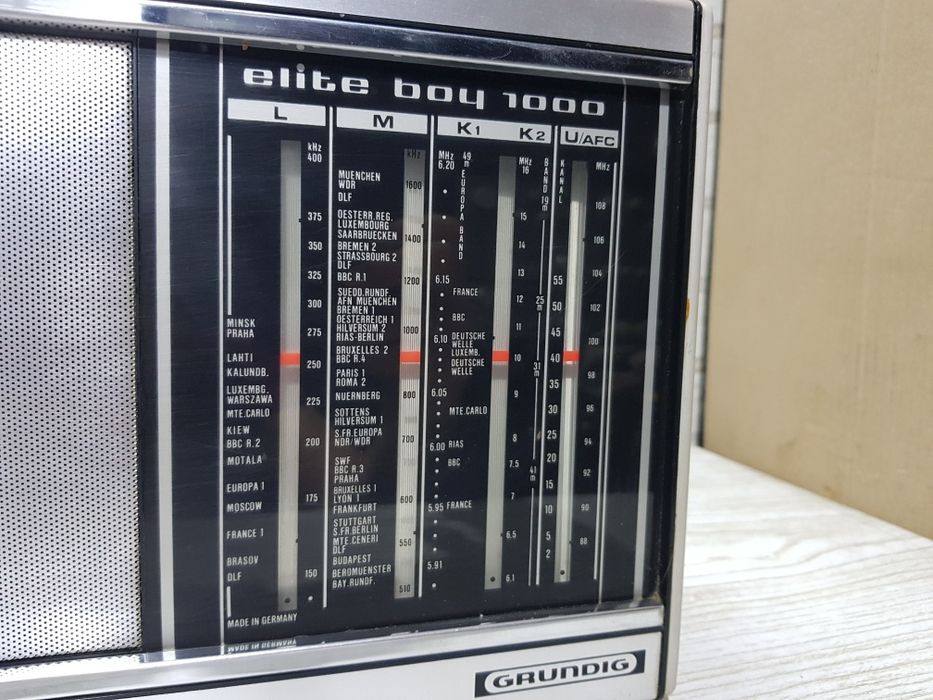 elite boy 1000
L
M
K1
K2
U/AFC
kHz
400
375
350
325
300
275
250
225
200
175
150
MINSK
PRAHA
LAHTI
KALUNDB.
LUXEMBG.
WARSZAWA
MTE.CARLO
KIEW
BBC R.2
MOTALA
EUROPA 1
MOSCOW
FRANCE 1
BRASOV
DLF
MADE IN GERMANY
MUENCHEN
WDR
DLF
OESTERR.REG.
LUXEMBOURG
SAARBRUECKEN
BREMEN 2
STRASSBOURG 2
DLF
BBC R.1
SUEDD.RUNDF.
AFN MUENCHEN
BREMEN 1
OESTERREICH 1
HILVERSUM 2
RIAS-BERLIN
BRUXELLES 2
BBC R.4
PARIS 1
ROMA 2
NUERNBERG
SOTTENS
HILVERSUM 1
S.FR.EUROPA
NDR/WDR
SWF
BBC R.3
PRAHA
BRUXELLES 1
LYON 1
FRANKFURT
STUTTGART
S.FR.BERLIN
MTE.CENERI
DLF
BUDAPEST
BEROMUENSTER
BAY.RUNDF.
kHz
1600
1400
1200
1000
800
700
600
550
510
MHz
6.20
6.15
6.10
6.05
6.00
5.95
5.91
49
m
EUROPA BAND
FRANCE
BBC
DEUTSCHE
WELLE
LUXEMB.
DEUTSCHE
WELLE
MTE.CARLO
RIAS
BBC
FRANCE
MHz
16
15
14
13
12
11
10
9
8
7.5
7
6.5
6.1
BAND
19
m
25
m
31
m
41
m
KANAL
55
50
45
40
35
30
25
20
15
10
5
2
MHz
108
106
104
102
100
98
96
94
92
90
88
GRUNDIG